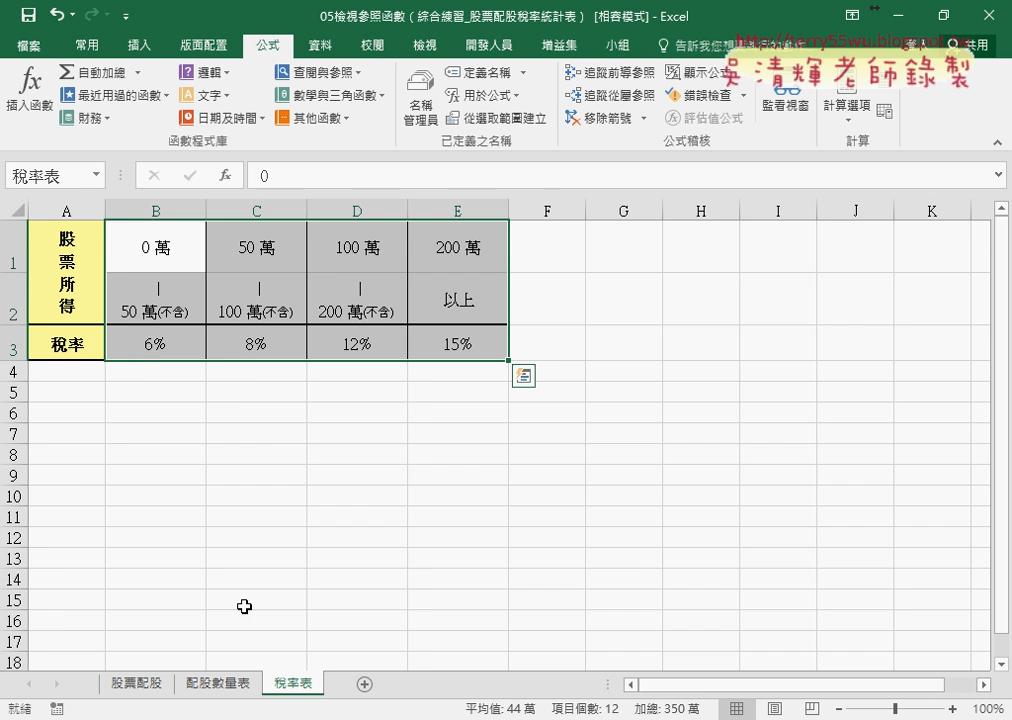 05檢視參照函數（綜合練習_股票配股稅率統計表） [相容模式] - Excel
檔案 常用 插入 版面配置 公式 資料 校閱 檢視 開發人員 增益集 小組 告訴我您想 共用
http://terry55wu.blogspot.tw
吳清輝老師錄製
fx 插入函數
Σ 自動加總 邏輯 查閱與參照 定義名稱 追蹤前導參照 顯示公式
最近用過的函數 文字 數學與三角函數 名稱管理員 用於公式 追蹤從屬參照 錯誤檢查 監看視窗 計算選項
財務 日期及時間 其他函數 從選取範圍建立 移除箭號 評估值公式
函數程式庫 已定義之名稱 公式稽核 計算
稅率表 fx 0
A B C D E F G H I J K
1 股票所得 0 萬 50 萬 100 萬 200 萬
2 | | | 以上
50 萬(不含) 100 萬(不含) 200 萬(不含)
3 稅率 6% 8% 12% 15%
4
5
6
7
8
9
10
11
12
13
14
15
16
17
18
股票配股 配股數量表 稅率表
就緒 平均值: 44 萬 項目個數: 12 加總: 350 萬 100%